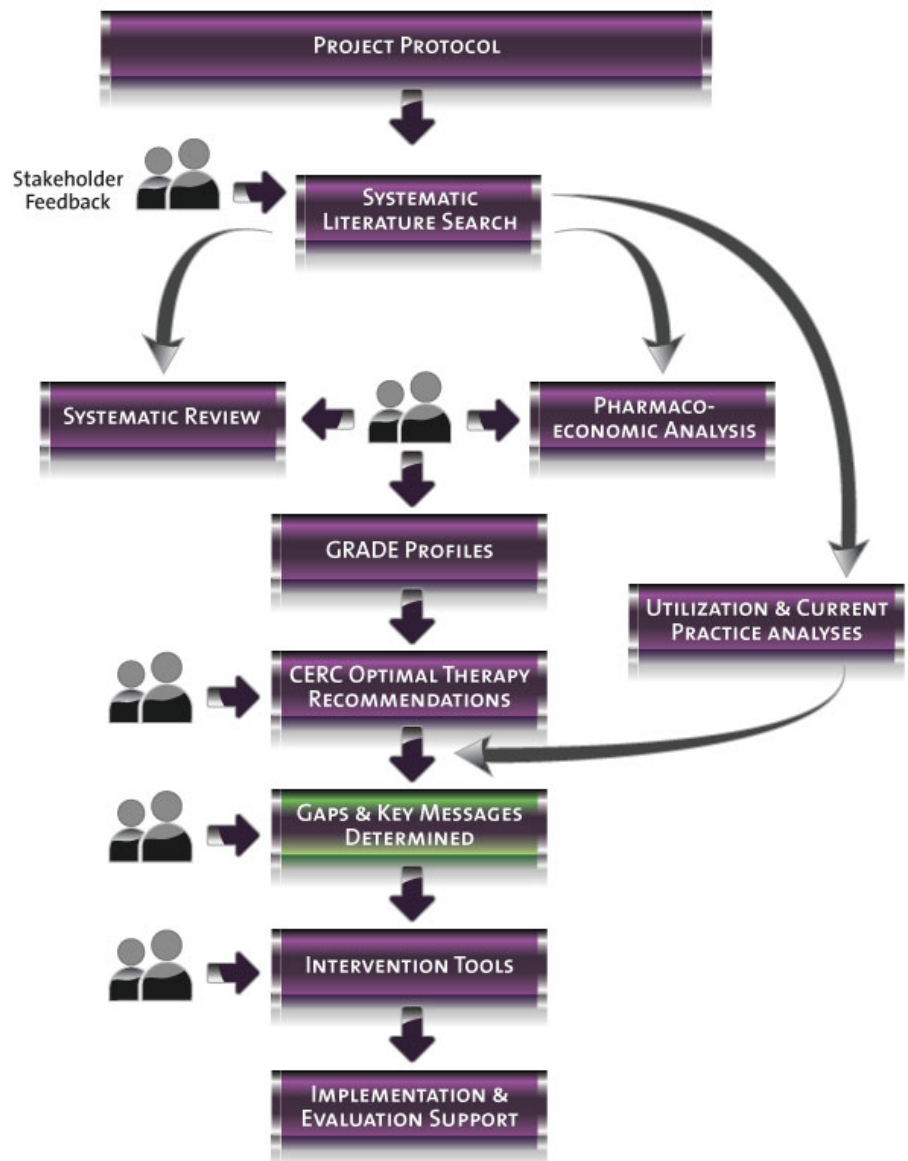 PROJECT PROTOCOL
Stakeholder
Feedback
SYSTEMATIC
LITERATURE SEARCH
SYSTEMATIC REVIEW
PHARMACO-
ECONOMIC ANALYSIS
GRADE PROFILES
UTILIZATION & CURRENT
PRACTICE ANALYSES
CERC OPTIMAL THERAPY
RECOMMENDATIONS
GAPS & KEY MESSAGES
DETERMINED
INTERVENTION TOOLS
IMPLEMENTATION &
EVALUATION SUPPORT